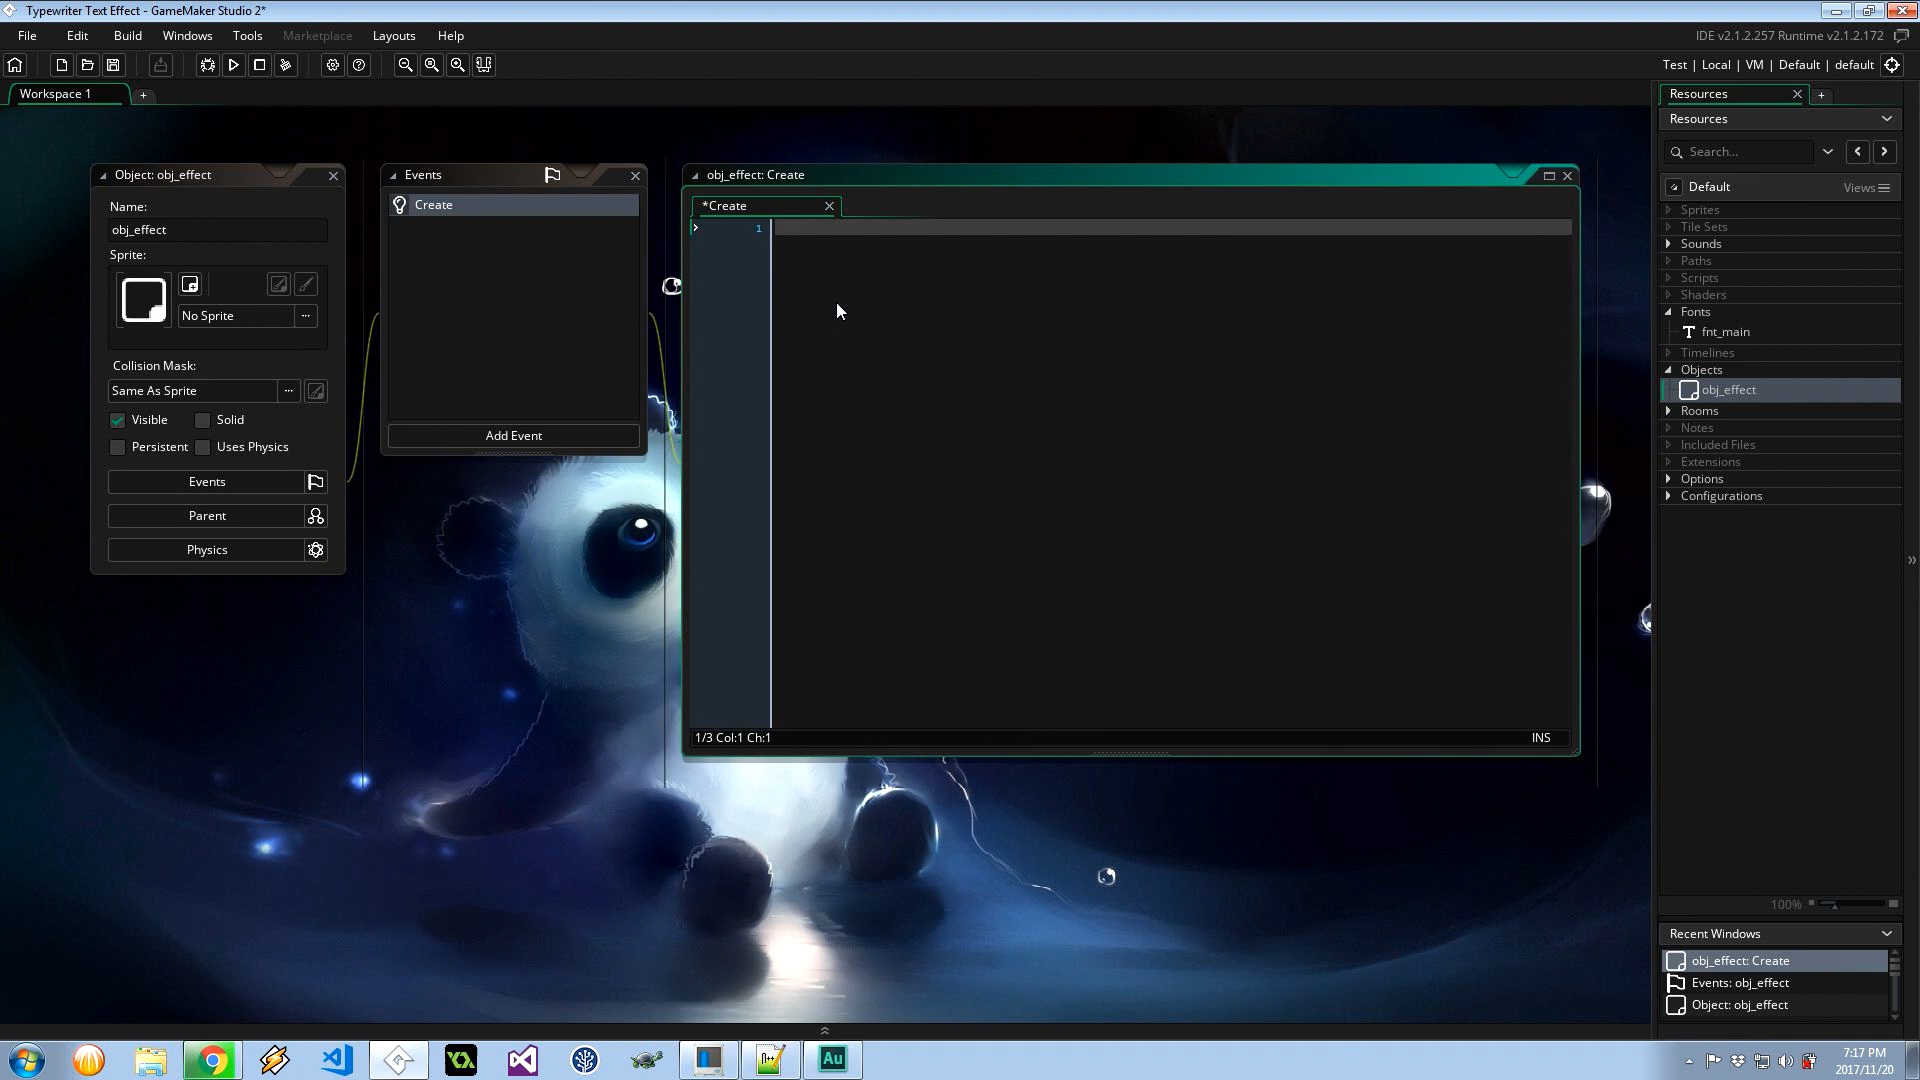 Typewriter Text Effect - GameMaker Studio 2*
File Edit Build Windows Tools Marketplace Layouts Help
IDE v2.1.2.257 Runtime v2.1.2.172
Test | Local | VM | Default | default
Workspace 1
+
Object: obj_effect
Name:
obj_effect
Sprite:
No Sprite
...
Collision Mask:
Same As Sprite
...
Visible
Solid
Persistent
Uses Physics
Events
Parent
Physics
Events
Create
Add Event
obj_effect: Create
*Create
1
1/3 Col:1 Ch:1
INS
Resources
+
Resources
Search...
Default
Views
Sprites
Tile Sets
Sounds
Paths
Scripts
Shaders
Fonts
fnt_main
Timelines
Objects
obj_effect
Rooms
Notes
Included Files
Extensions
Options
Configurations
100%
Recent Windows
obj_effect: Create
Events: obj_effect
Object: obj_effect
Au
7:17 PM
2017/11/20